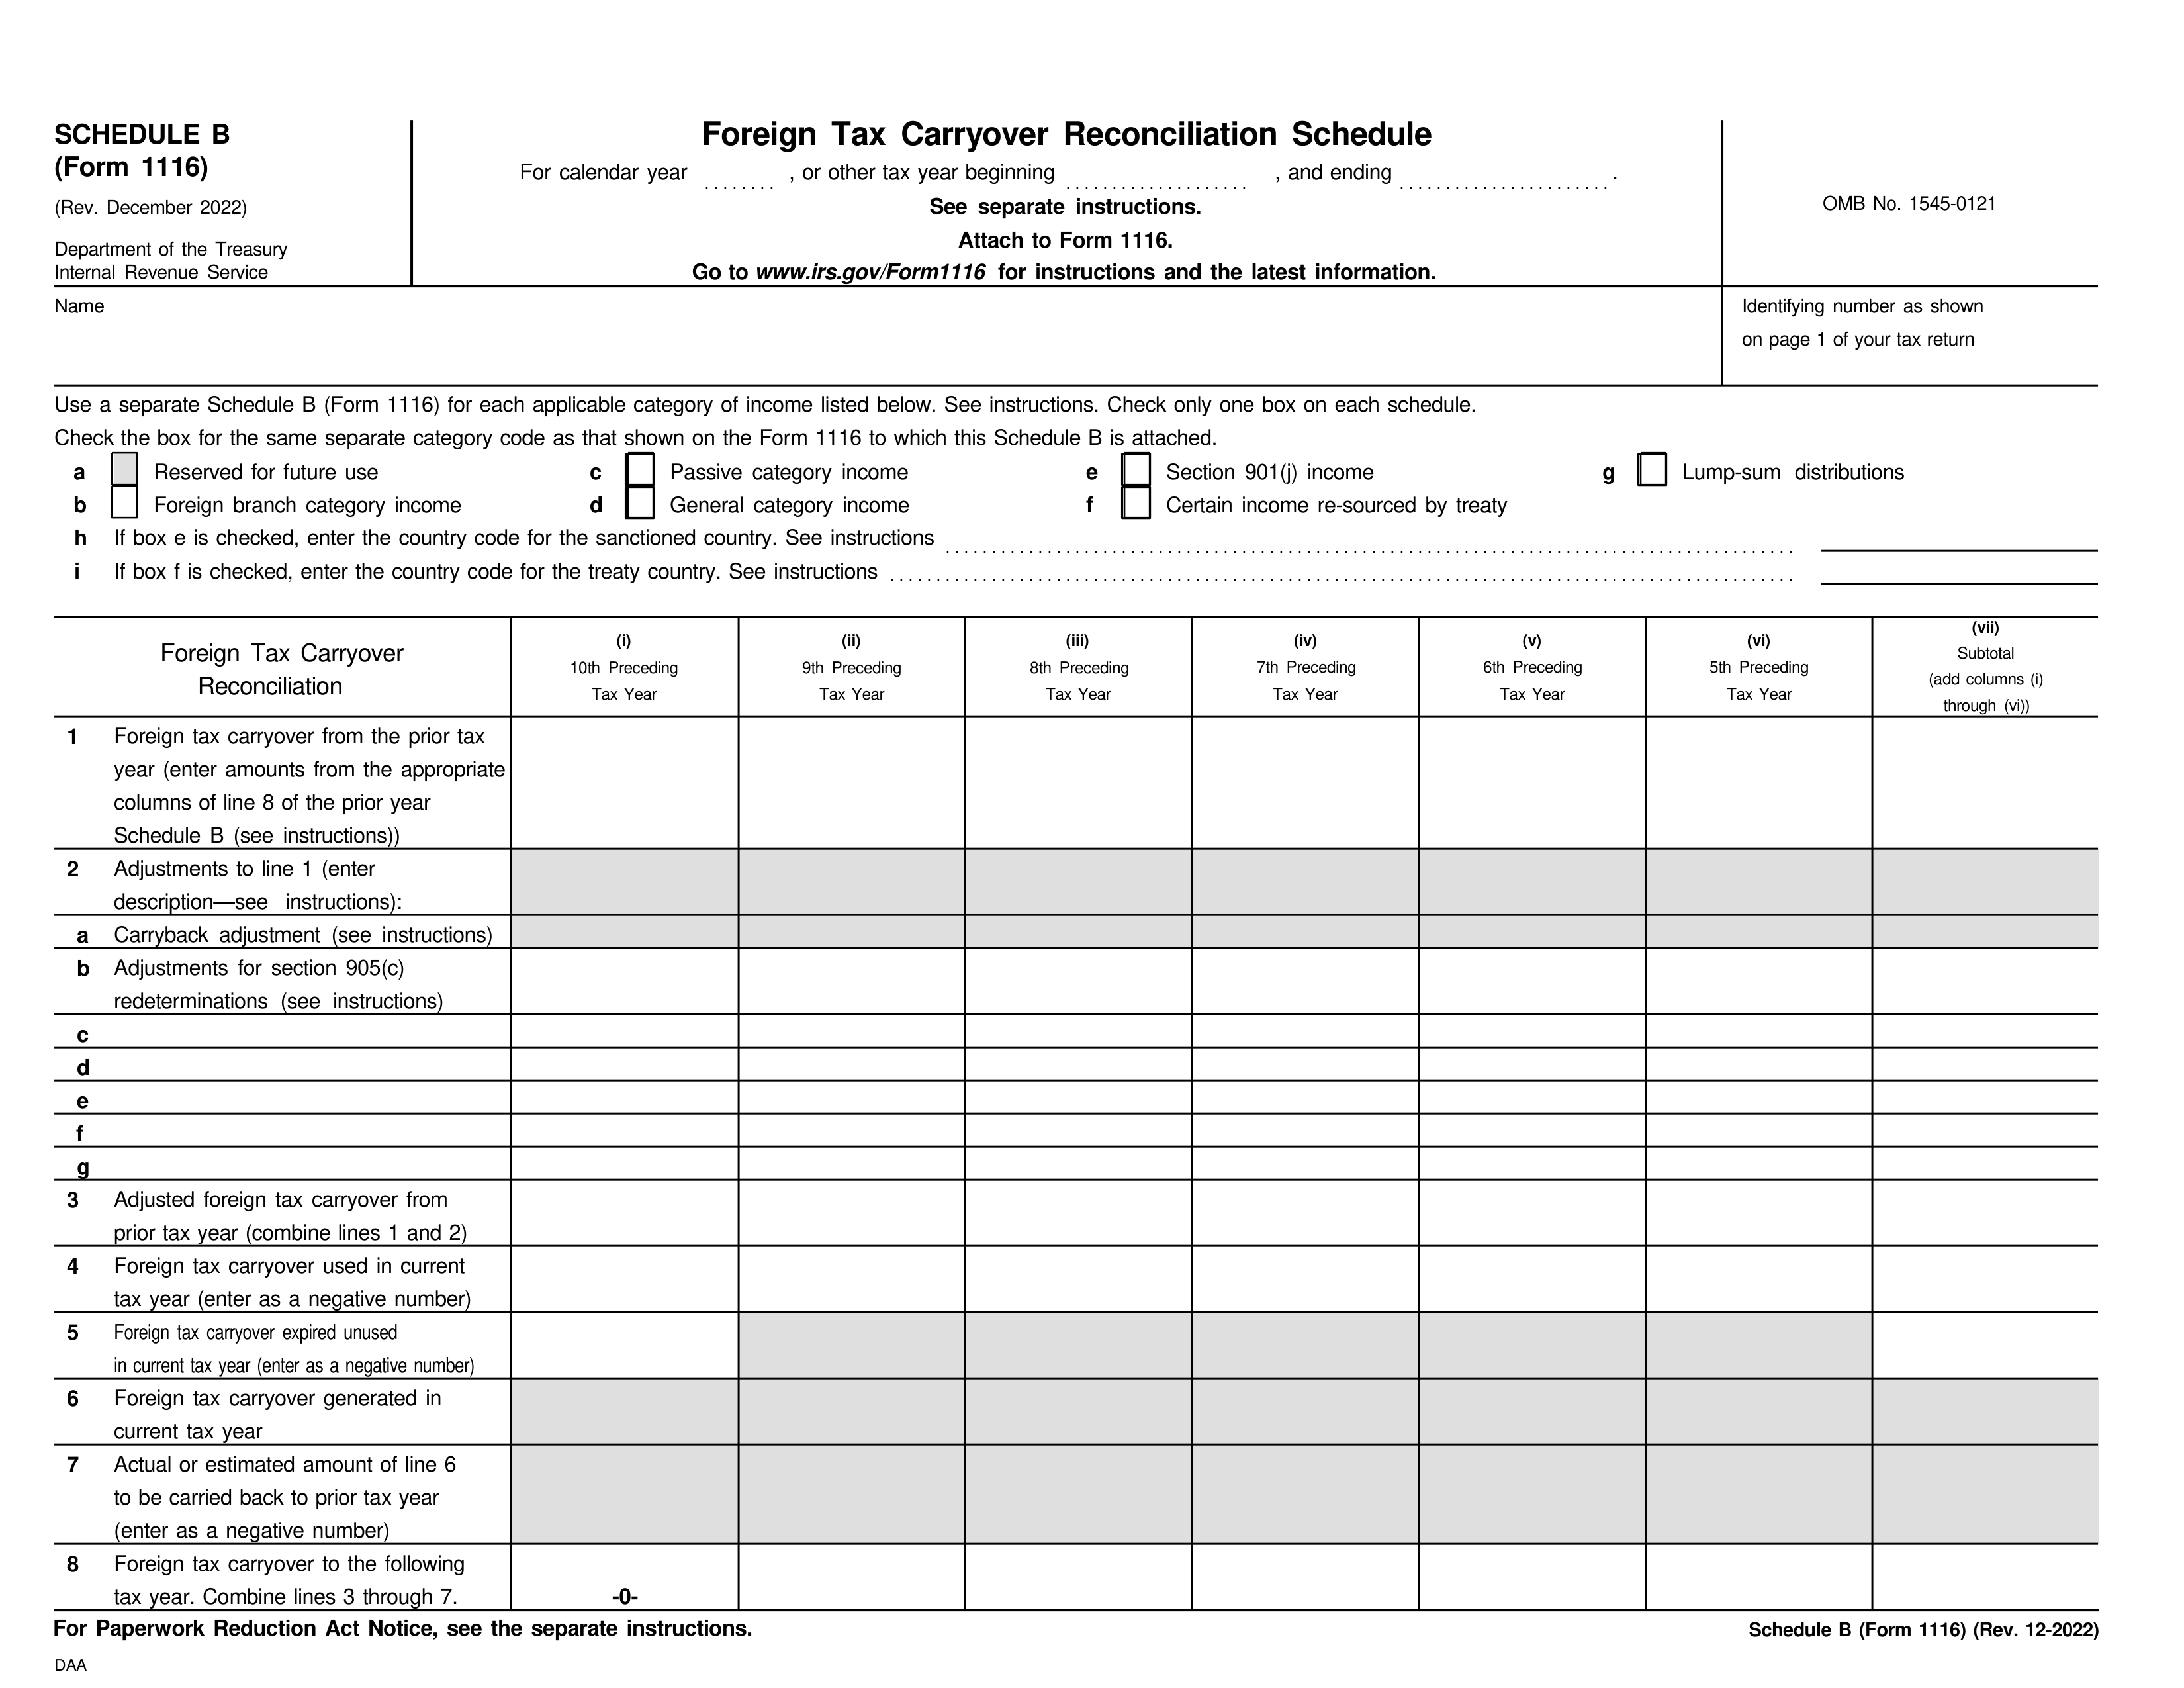 SCHEDULE B
(Form 1116)
(Rev. December 2022)
Department of the Treasury
Internal Revenue Service
Foreign Tax Carryover Reconciliation Schedule
For calendar year ........ , or other tax year beginning .................... , and ending ....................... .
See separate instructions.
Attach to Form 1116.
Go to www.irs.gov/Form1116 for instructions and the latest information.
OMB No. 1545-0121
Name
Identifying number as shown
on page 1 of your tax return
Use a separate Schedule B (Form 1116) for each applicable category of income listed below. See instructions. Check only one box on each schedule.
Check the box for the same separate category code as that shown on the Form 1116 to which this Schedule B is attached.
a Reserved for future use c Passive category income e Section 901(j) income g Lump-sum distributions
b Foreign branch category income d General category income f Certain income re-sourced by treaty
h If box e is checked, enter the country code for the sanctioned country. See instructions
i If box f is checked, enter the country code for the treaty country. See instructions
Foreign Tax Carryover
Reconciliation
(i)
10th Preceding
Tax Year
(ii)
9th Preceding
Tax Year
(iii)
8th Preceding
Tax Year
(iv)
7th Preceding
Tax Year
(v)
6th Preceding
Tax Year
(vi)
5th Preceding
Tax Year
(vii)
Subtotal
(add columns (i)
through (vi))
1 Foreign tax carryover from the prior tax
year (enter amounts from the appropriate
columns of line 8 of the prior year
Schedule B (see instructions))
2 Adjustments to line 1 (enter
description—see instructions):
a Carryback adjustment (see instructions)
b Adjustments for section 905(c)
redeterminations (see instructions)
c
d
e
f
g
3 Adjusted foreign tax carryover from
prior tax year (combine lines 1 and 2)
4 Foreign tax carryover used in current
tax year (enter as a negative number)
5 Foreign tax carryover expired unused
in current tax year (enter as a negative number)
6 Foreign tax carryover generated in
current tax year
7 Actual or estimated amount of line 6
to be carried back to prior tax year
(enter as a negative number)
8 Foreign tax carryover to the following
tax year. Combine lines 3 through 7. -0-
For Paperwork Reduction Act Notice, see the separate instructions.
Schedule B (Form 1116) (Rev. 12-2022)
DAA